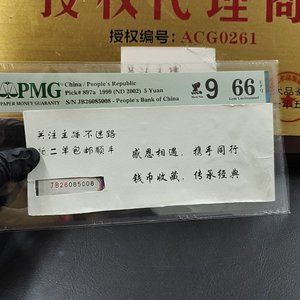 授权代理商
授权编号：ACG0261
PMG
PAPER MONEY GUARANTY
China / People's Republic
Pick# 897a 1999 (ND 2002) 5 Yuan
S/N JB26085008 - People's Bank of China
9
66 EPQ
Gem Uncirculated
关注主播不迷路
拍二单包邮顺丰
感恩相遇，携手同行
钱币收藏，传承经典
JB26085008